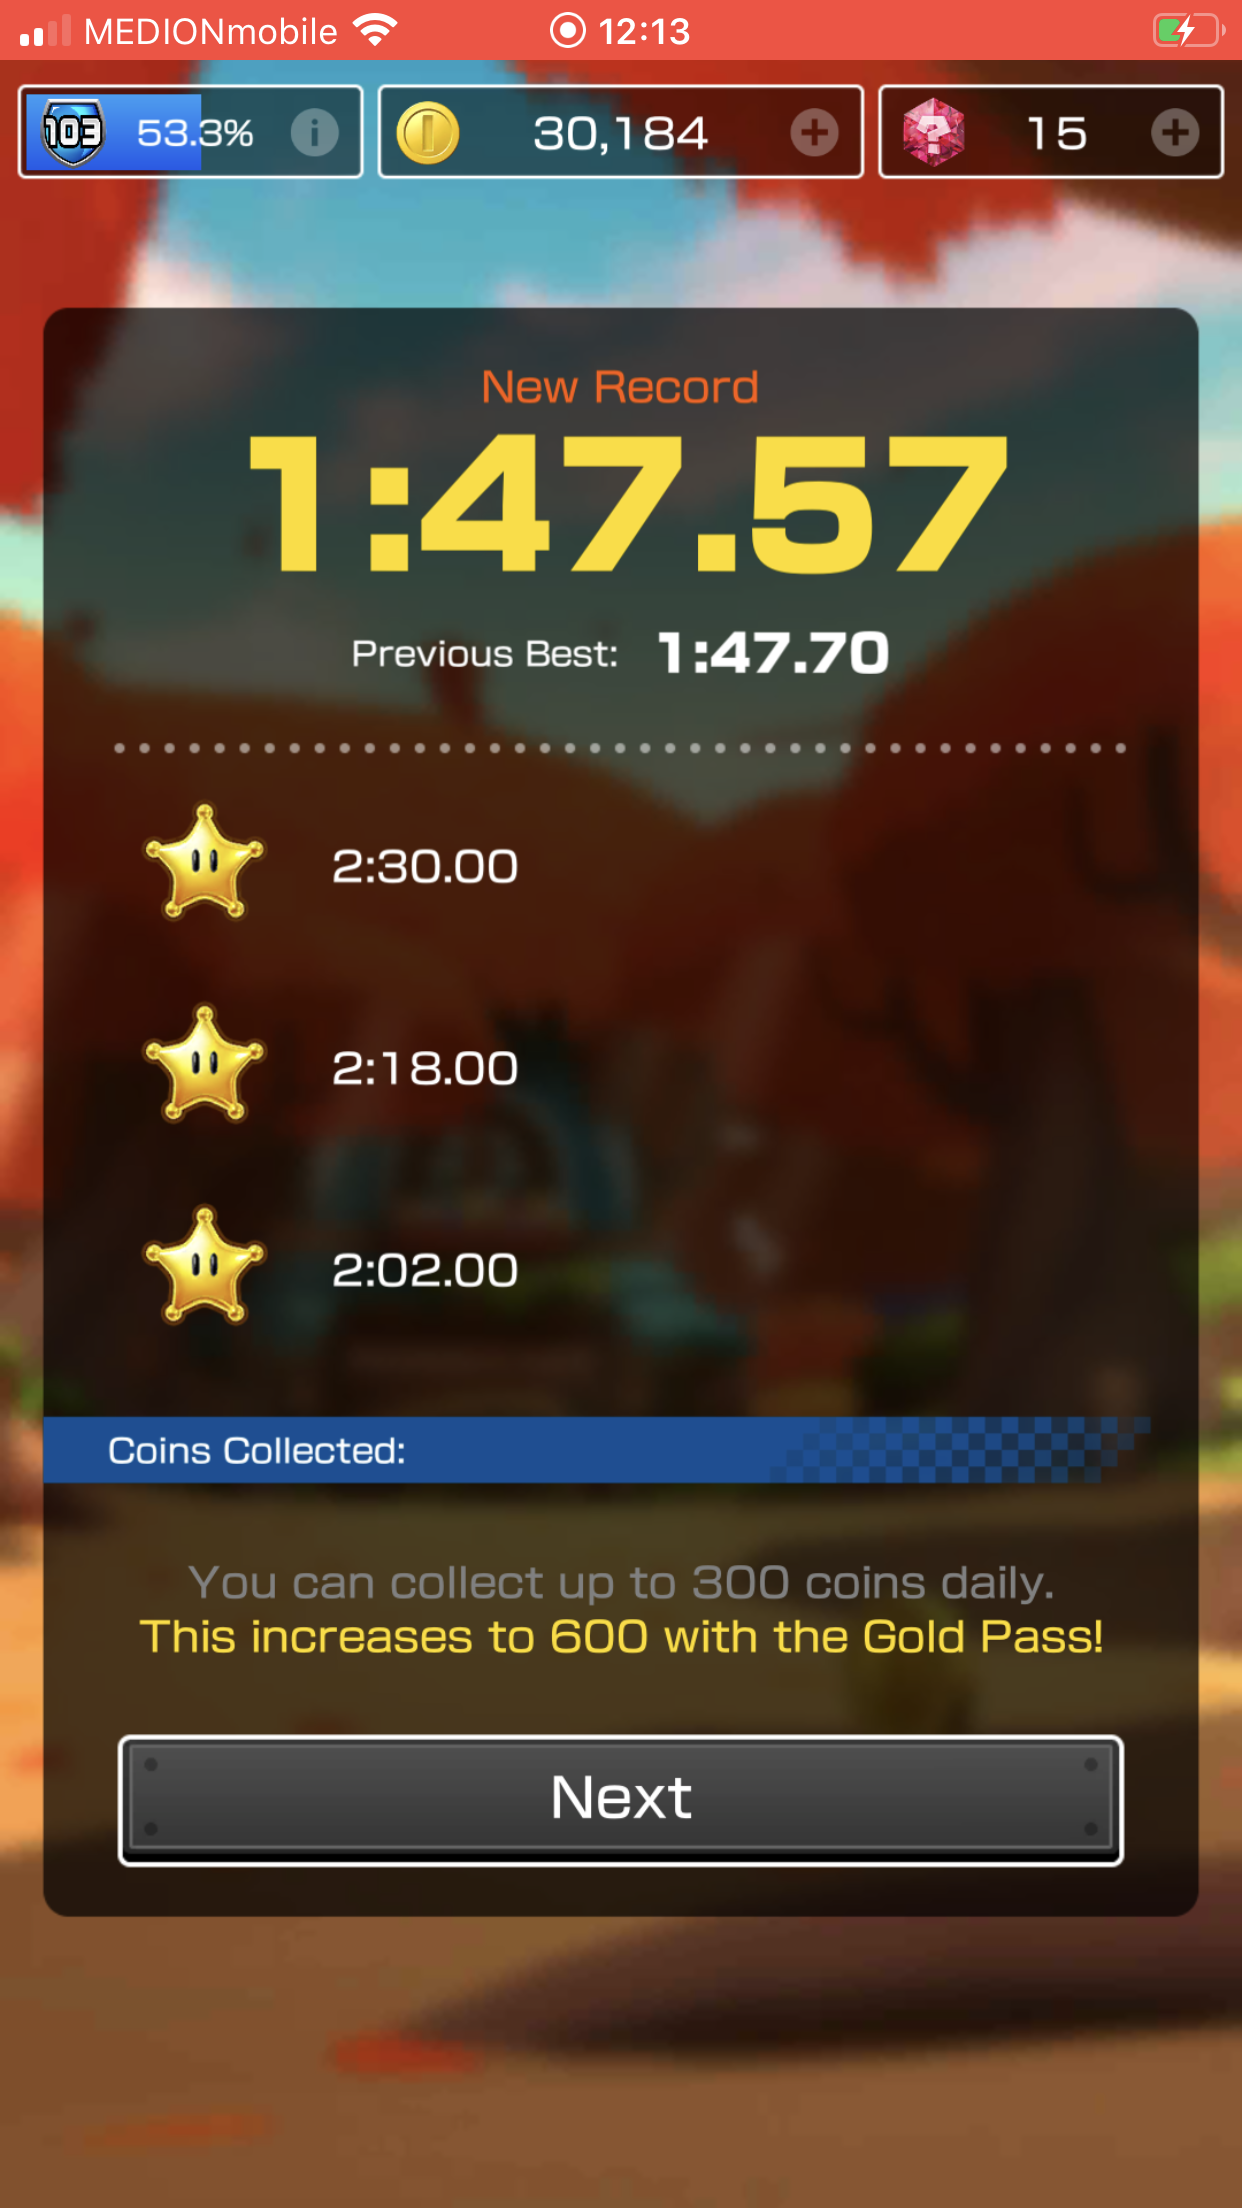 MEDIONmobile 12:13
103 53.3% i 30,184 + ? 15 +
New Record
1:47.57
Previous Best: 1:47.70
2:30.00
2:18.00
2:02.00
Coins Collected:
You can collect up to 300 coins daily.
This increases to 600 with the Gold Pass!
Next